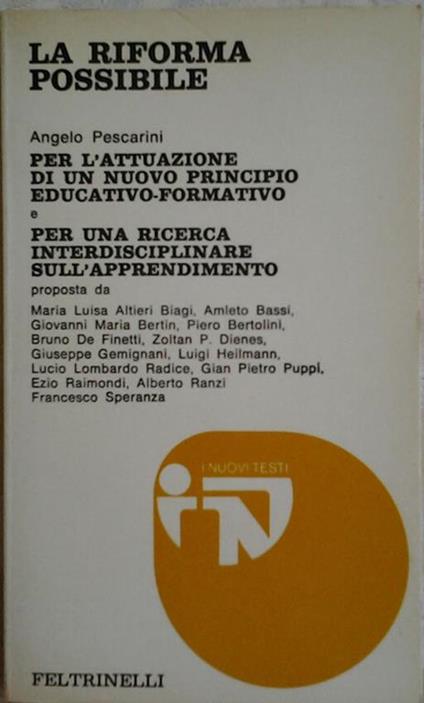 LA RIFORMA
POSSIBILE
Angelo Pescarini
PER L'ATTUAZIONE
DI UN NUOVO PRINCIPIO
EDUCATIVO-FORMATIVO
e
PER UNA RICERCA
INTERDISCIPLINARE
SULL'APPRENDIMENTO
proposta da
Maria Luisa Altieri Biagi, Amleto Bassi,
Giovanni Maria Bertin, Piero Bertolini,
Bruno De Finetti, Zoltan P. Dienes,
Giuseppe Gemignani, Luigi Heilmann,
Lucio Lombardo Radice, Gian Pietro Puppi,
Ezio Raimondi, Alberto Ranzi
Francesco Speranza
I NUOVI TESTI
FELTRINELLI